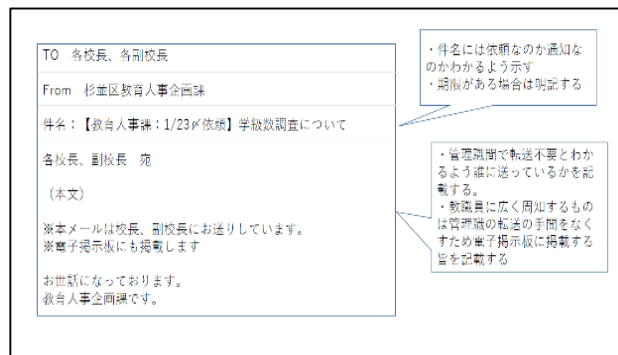 TO 各校長、各副校長
From 杉並区教育人事企画課
件名：【教育人事課：1/23〆依頼】学級数調査について
各校長、副校長 宛
（本文）
※本メールは校長、副校長にお送りしています。
※電子掲示板にも掲載します
お世話になっております。
教育人事企画課です。
・件名には依頼なのか通知な
のかわかるよう示す
・期限がある場合は明記する
・管理職間で転送不要とわか
るよう誰に送っているかを記
載する。
・教職員に広く周知するもの
は管理職の転送の手間をなく
すため電子掲示板に掲載する
旨を記載する